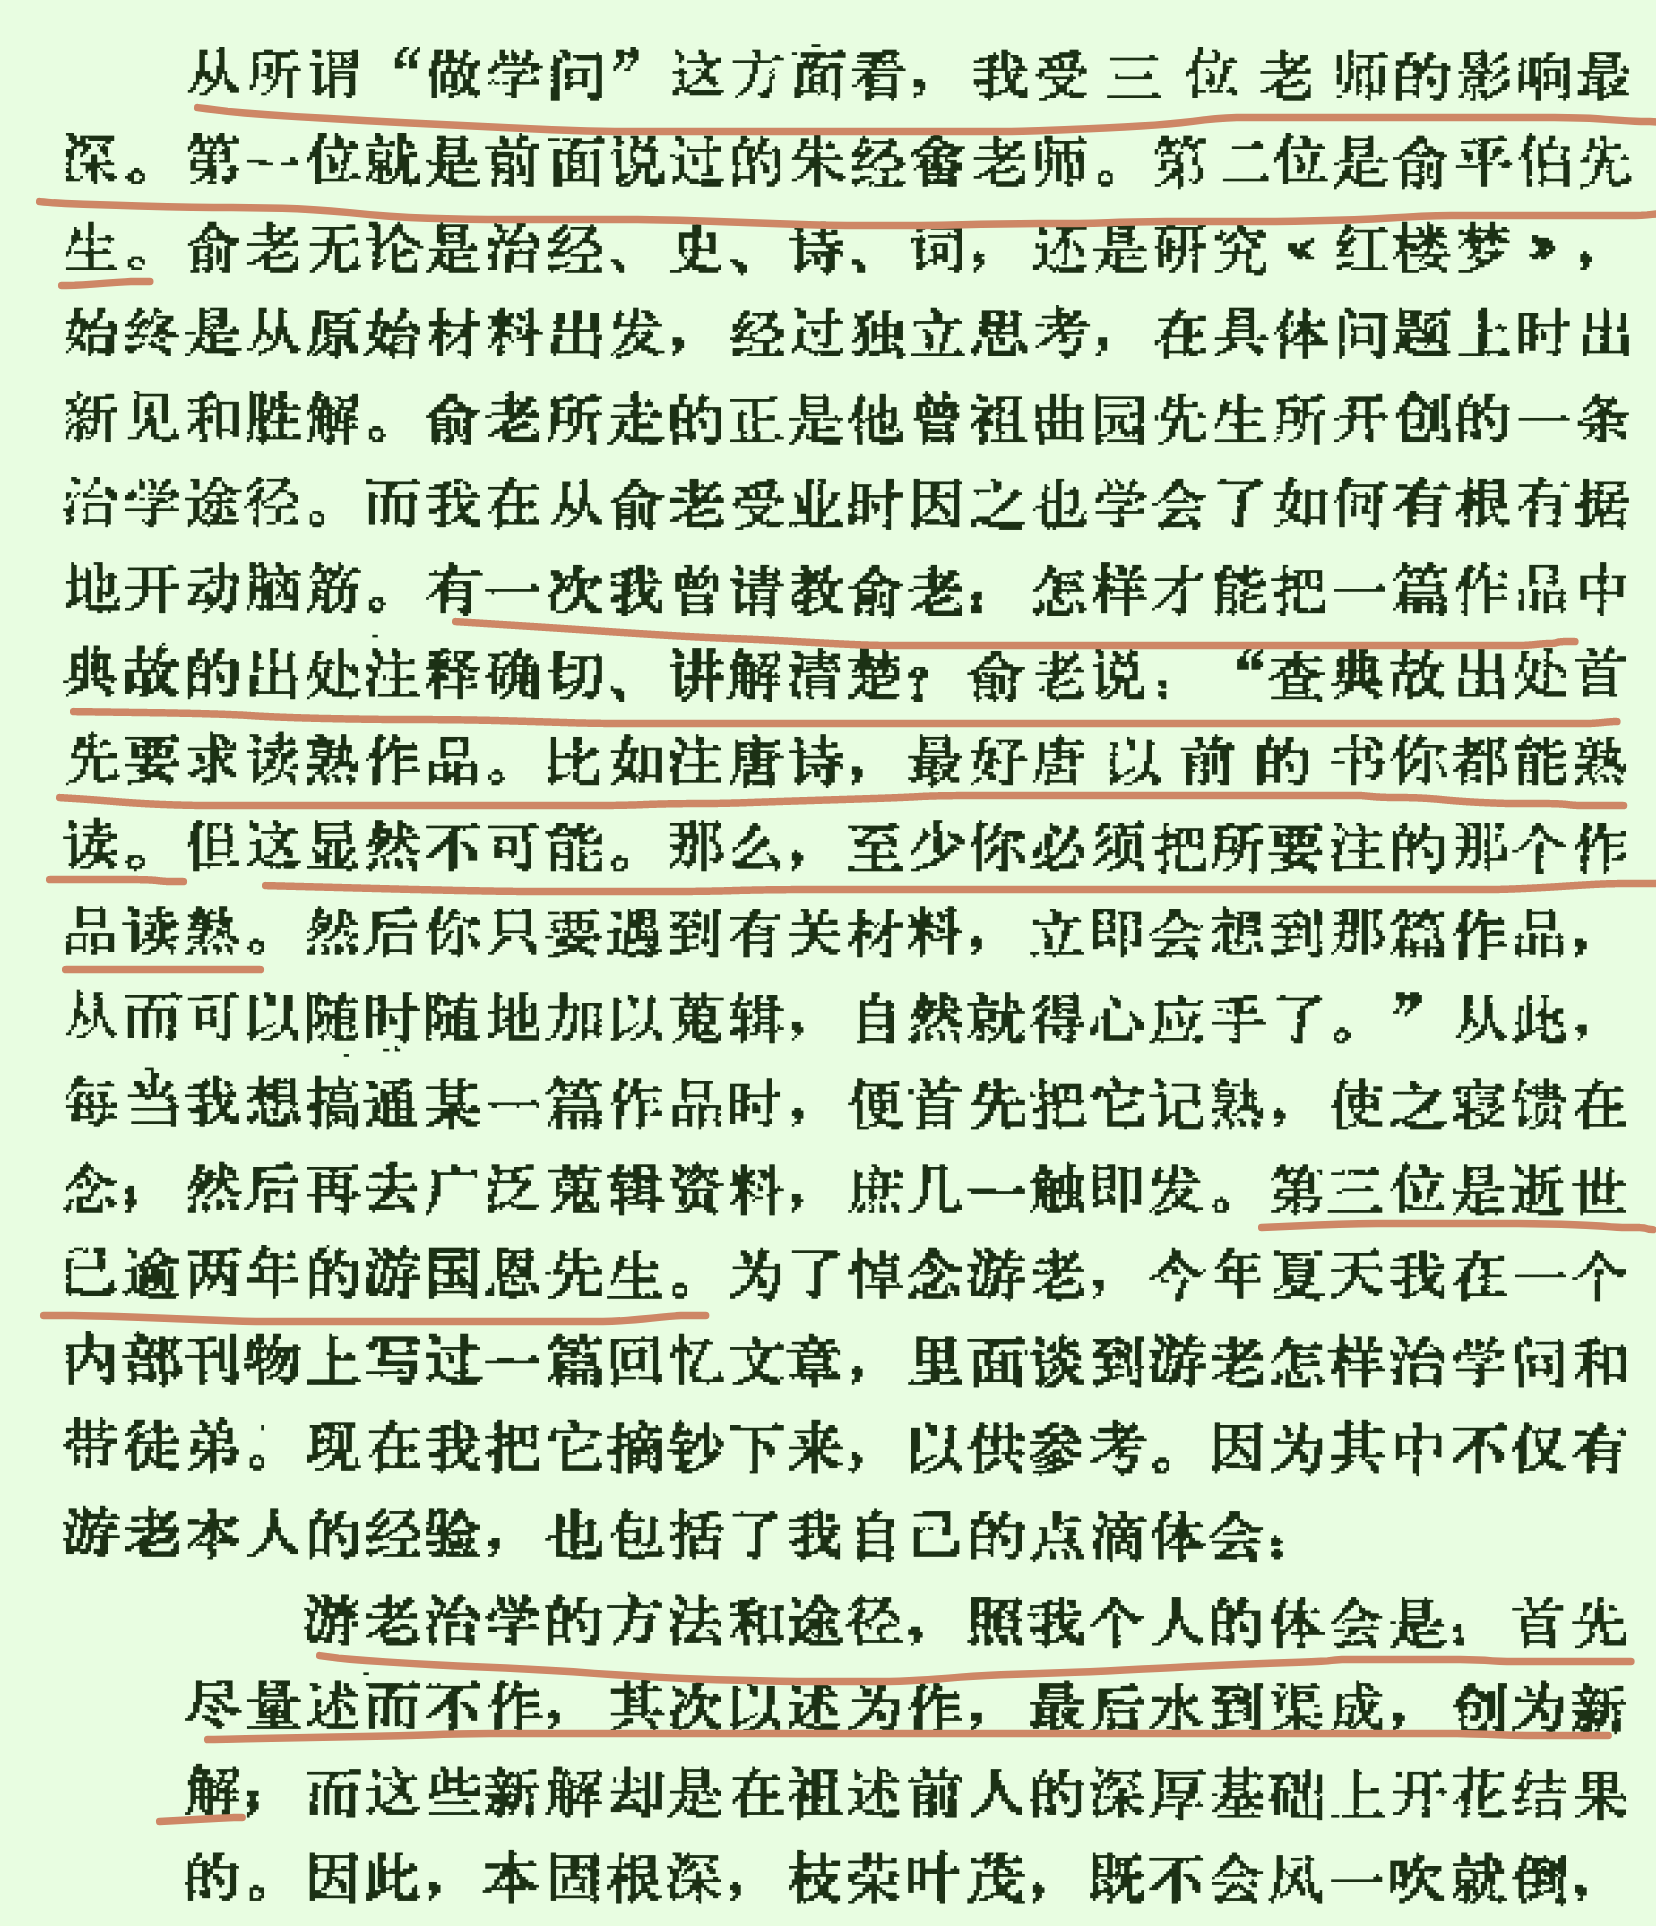 从所谓“做学问”这方面看，我受三位老师的影响最
深。第一位就是前面说过的朱经畬老师。第二位是俞平伯先
生。俞老无论是治经、史、诗、词，还是研究《红楼梦》，
始终是从原始材料出发，经过独立思考，在具体问题上时出
新见和胜解。俞老所走的正是他曾祖曲园先生所开创的一条
治学途径。而我在从俞老受业时因之也学会了如何有根有据
地开动脑筋。有一次我曾请教俞老：怎样才能把一篇作品中
典故的出处注释确切、讲解清楚？俞老说：“查典故出处首
先要求读熟作品。比如注唐诗，最好唐以前的书你都能熟
读。但这显然不可能。那么，至少你必须把所要注的那个作
品读熟。然后你只要遇到有关材料，立即会想到那篇作品，
从而可以随时随地加以蒐辑，自然就得心应手了。”从此，
每当我想搞通某一篇作品时，便首先把它记熟，使之寝馈在
念；然后再去广泛蒐辑资料，庶几一触即发。第三位是逝世
已逾两年的游国恩先生。为了悼念游老，今年夏天我在一个
内部刊物上写过一篇回忆文章，里面谈到游老怎样治学问和
带徒弟。现在我把它摘钞下来，以供参考。因为其中不仅有
游老本人的经验，也包括了我自己的点滴体会：
游老治学的方法和途径，照我个人的体会是：首先
尽量述而不作，其次以述为作，最后水到渠成，创为新
解；而这些新解却是在祖述前人的深厚基础上开花结果
的。因此，本固根深，枝荣叶茂，既不会风一吹就倒，